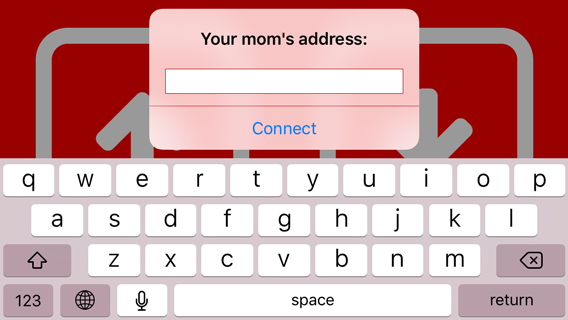 Your mom's address:
Connect
q w e r t y u i o p
a s d f g h j k l
z x c v b n m
123 space return